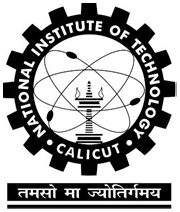 · NATIONAL INSTITUTE OF TECHNOLOGY ·
CALICUT
तमसो मा ज्योतिर्गमय